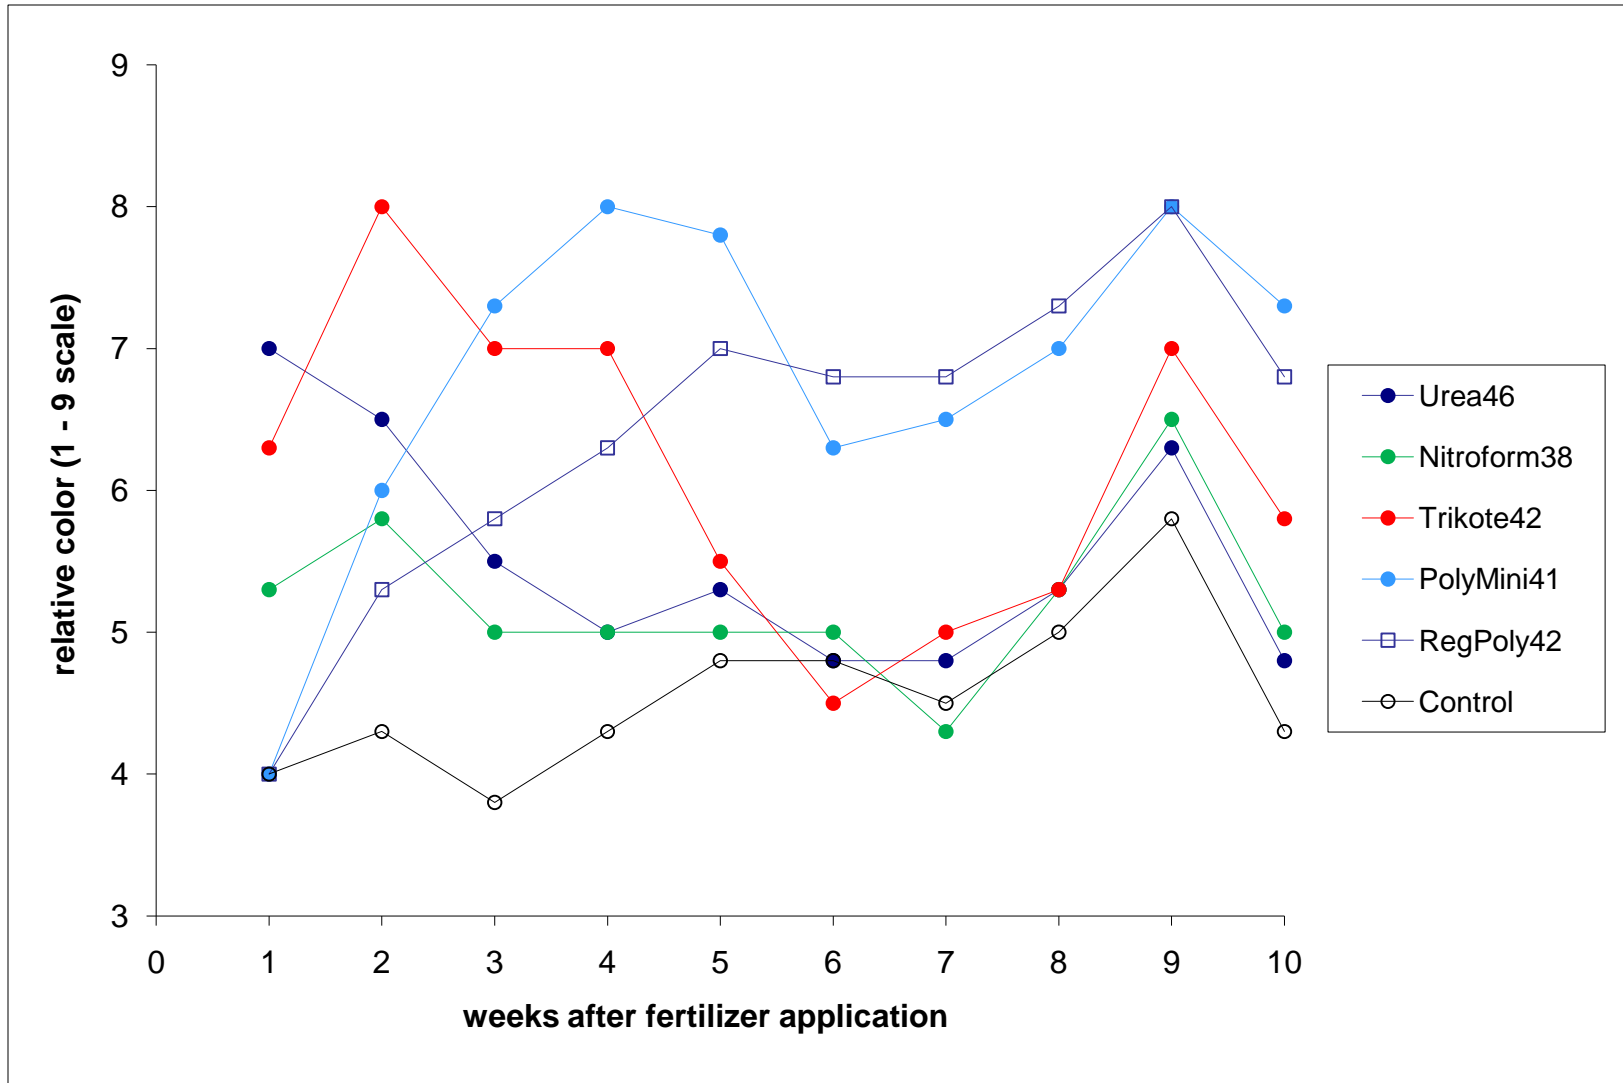 9
8
7
6
5
4
3
0 1 2 3 4 5 6 7 8 9 10
relative color (1 - 9 scale)
weeks after fertilizer application
Urea46
Nitroform38
Trikote42
PolyMini41
RegPoly42
Control